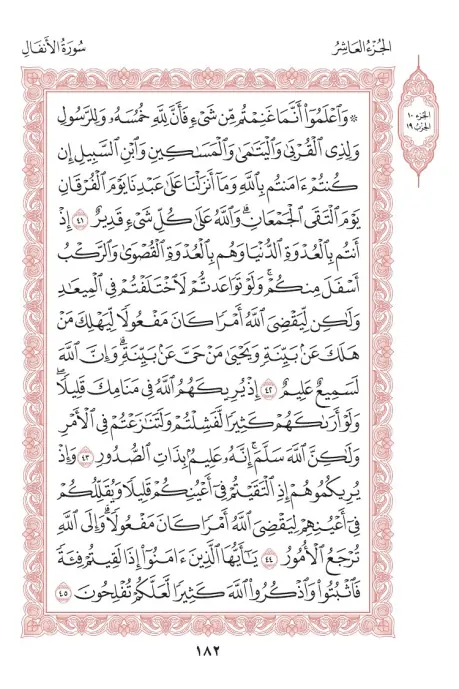 سُورَةُ الأَنفَالِ
الجُزْءُ العَاشِرُ
الجزء ١٠
الحزب ١٩
۞ وَٱعۡلَمُوٓاْ أَنَّمَا غَنِمۡتُم مِّن شَيۡءٖ فَأَنَّ لِلَّهِ خُمُسَهُۥ وَلِلرَّسُولِ
وَلِذِي ٱلۡقُرۡبَىٰ وَٱلۡيَتَٰمَىٰ وَٱلۡمَسَٰكِينِ وَٱبۡنِ ٱلسَّبِيلِ إِن
كُنتُمۡ ءَامَنتُم بِٱللَّهِ وَمَآ أَنزَلۡنَا عَلَىٰ عَبۡدِنَا يَوۡمَ ٱلۡفُرۡقَانِ
يَوۡمَ ٱلۡتَقَى ٱلۡجَمۡعَانِۗ وَٱللَّهُ عَلَىٰ كُلِّ شَيۡءٖ قَدِيرٌ ٤١ إِذۡ
أَنتُم بِٱلۡعُدۡوَةِ ٱلدُّنۡيَا وَهُم بِٱلۡعُدۡوَةِ ٱلۡقُصۡوَىٰ وَٱلرَّكۡبُ
أَسۡفَلَ مِنكُمۡۚ وَلَوۡ تَوَاعَدتُّمۡ لَٱخۡتَلَفۡتُمۡ فِي ٱلۡمِيعَٰدِ
وَلَٰكِن لِّيَقۡضِيَ ٱللَّهُ أَمۡرٗا كَانَ مَفۡعُولٗا لِّيَهۡلِكَ مَنۡ
هَلَكَ عَنۢ بَيِّنَةٖ وَيَحۡيَىٰ مَنۡ حَيَّ عَنۢ بَيِّنَةٖۗ وَإِنَّ ٱللَّهَ
لَسَمِيعٌ عَلِيمٌ ٤٢ إِذۡ يُرِيكَهُمُ ٱللَّهُ فِي مَنَامِكَ قَلِيلٗاۖ
وَلَوۡ أَرَىٰكَهُمۡ كَثِيرٗا لَّفَشِلۡتُمۡ وَلَتَنَٰزَعۡتُمۡ فِي ٱلۡأَمۡرِ
وَلَٰكِنَّ ٱللَّهَ سَلَّمَۚ إِنَّهُۥ عَلِيمُۢ بِذَاتِ ٱلصُّدُورِ ٤٣ وَإِذۡ
يُرِيكُمُوهُمۡ إِذِ ٱلۡتَقَيۡتُمۡ فِيٓ أَعۡيُنِكُمۡ قَلِيلٗا وَيُقَلِّلُكُمۡ
فِيٓ أَعۡيُنِهِمۡ لِيَقۡضِيَ ٱللَّهُ أَمۡرٗا كَانَ مَفۡعُولٗاۗ وَإِلَى ٱللَّهِ
تُرۡجَعُ ٱلۡأُمُورُ ٤٤ يَٰٓأَيُّهَا ٱلَّذِينَ ءَامَنُوٓاْ إِذَا لَقِيتُمۡ فِئَةٗ
فَٱثۡبُتُواْ وَٱذۡكُرُواْ ٱللَّهَ كَثِيرٗا لَّعَلَّكُمۡ تُفۡلِحُونَ ٤٥
١٨٢